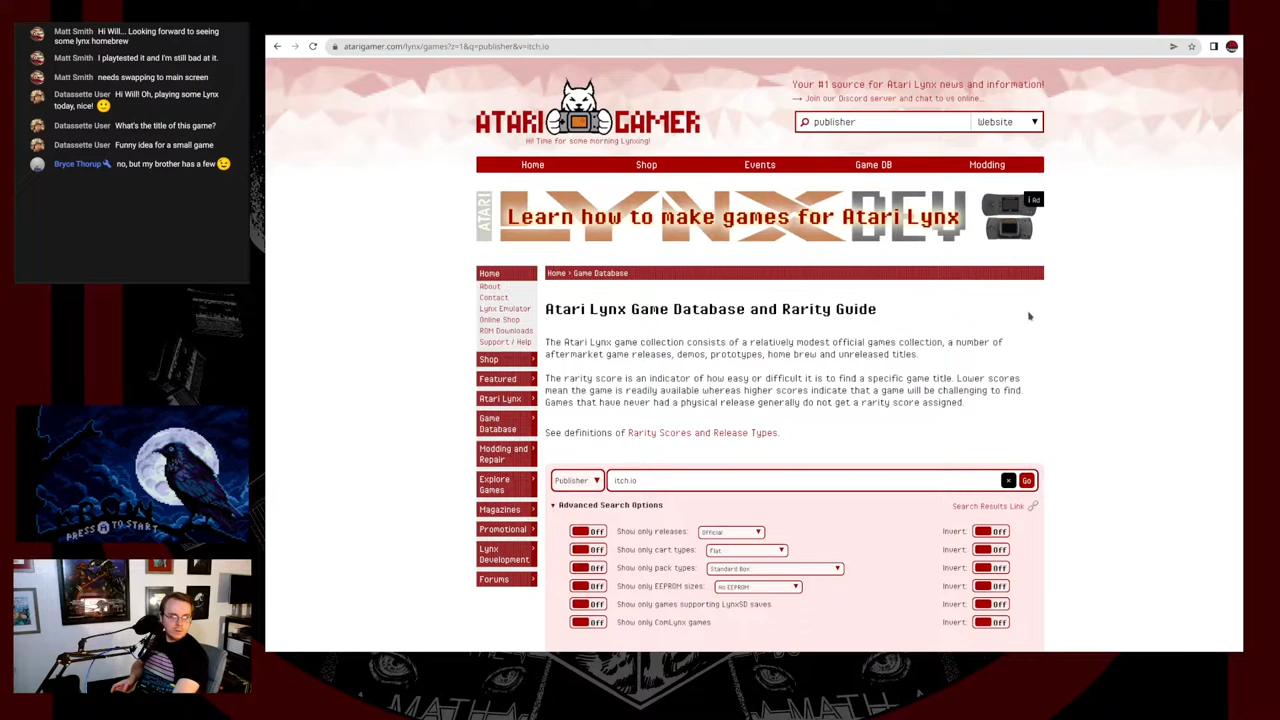 Matt Smith Hi Will... Looking forward to seeing
some lynx homebrew
Matt Smith I playtested it and I'm still bad at it.
Matt Smith needs swapping to main screen
Datassette User Hi Will! Oh, playing some Lynx
today, nice! 🙂
Datassette User What's the title of this game?
Datassette User Funny idea for a small game
Bryce Thorup no, but my brother has a few 😉
PRESS A TO START
atarigamer.com/lynx/games?z=1&q=publisher&v=itch.io
ATARI GAMER
Hi! Time for some morning Lynxing!
Your #1 source for Atari Lynx news and information!
→ Join our Discord server and chat to us online...
publisher Website ▼
Home Shop Events Game DB Modding
ATARI LYNX DEV
Learn how to make games for Atari Lynx
i Ad
Home
About
Contact
Lynx Emulator
Online Shop
ROM Downloads
Support / Help
Shop
Featured
Atari Lynx
Game
Database
Modding and
Repair
Explore
Games
Magazines
Promotional
Lynx
Development
Forums
Home › Game Database
Atari Lynx Game Database and Rarity Guide
The Atari Lynx game collection consists of a relatively modest official games collection, a number of
aftermarket game releases, demos, prototypes, home brew and unreleased titles.
The rarity score is an indicator of how easy or difficult it is to find a specific game title. Lower scores
mean the game is readily available whereas higher scores indicate that a game will be challenging to find.
Games that have never had a physical release generally do not get a rarity score assigned.
See definitions of Rarity Scores and Release Types.
Publisher ▼ itch.io × Go
▼ Advanced Search Options Search Results Link
Off Show only releases: Official ▼ Invert: Off
Off Show only cart types: Flat ▼ Invert: Off
Off Show only pack types: Standard Box ▼ Invert: Off
Off Show only EEPROM sizes: No EEPROM ▼ Invert: Off
Off Show only games supporting LynxSD saves Invert: Off
Off Show only ComLynx games Invert: Off